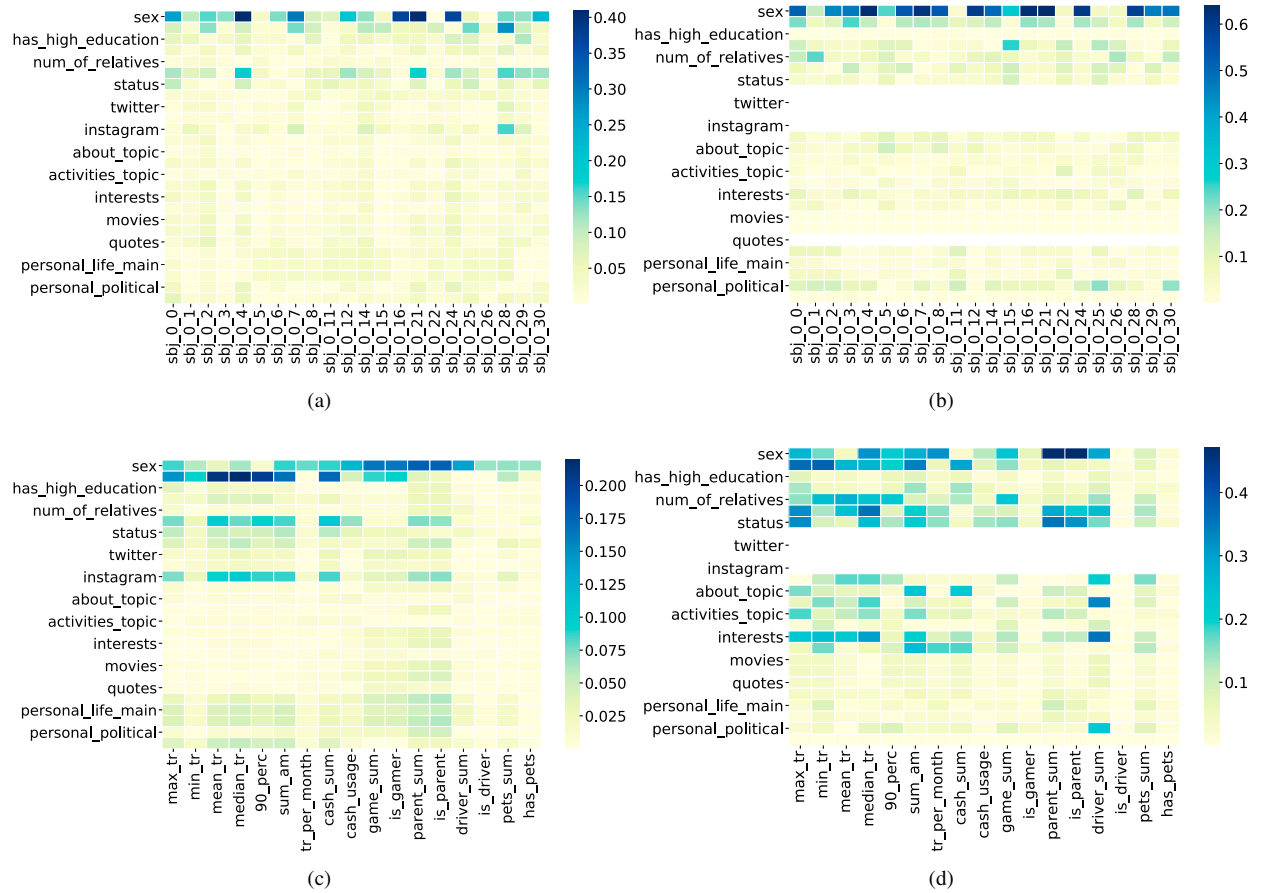 sex
has_high_education
num_of_relatives
status
twitter
instagram
about_topic
activities_topic
interests
movies
quotes
personal_life_main
personal_political
0.40
0.35
0.30
0.25
0.20
0.15
0.10
0.05
sbj_0_0
sbj_0_1
sbj_0_2
sbj_0_3
sbj_0_4
sbj_0_5
sbj_0_6
sbj_0_7
sbj_0_8
sbj_0_11
sbj_0_12
sbj_0_14
sbj_0_15
sbj_0_16
sbj_0_21
sbj_0_22
sbj_0_24
sbj_0_25
sbj_0_26
sbj_0_28
sbj_0_29
sbj_0_30
(a)
sex
has_high_education
num_of_relatives
status
twitter
instagram
about_topic
activities_topic
interests
movies
quotes
personal_life_main
personal_political
0.6
0.5
0.4
0.3
0.2
0.1
sbj_0_0
sbj_0_1
sbj_0_2
sbj_0_3
sbj_0_4
sbj_0_5
sbj_0_6
sbj_0_7
sbj_0_8
sbj_0_11
sbj_0_12
sbj_0_14
sbj_0_15
sbj_0_16
sbj_0_21
sbj_0_22
sbj_0_24
sbj_0_25
sbj_0_26
sbj_0_28
sbj_0_29
sbj_0_30
(b)
sex
has_high_education
num_of_relatives
status
twitter
instagram
about_topic
activities_topic
interests
movies
quotes
personal_life_main
personal_political
0.200
0.175
0.150
0.125
0.100
0.075
0.050
0.025
max_tr
min_tr
mean_tr
median_tr
90_perc
sum_am
tr_per_month
cash_sum
cash_usage
game_sum
is_gamer
parent_sum
is_parent
driver_sum
is_driver
pets_sum
has_pets
(c)
sex
has_high_education
num_of_relatives
status
twitter
instagram
about_topic
activities_topic
interests
movies
quotes
personal_life_main
personal_political
0.4
0.3
0.2
0.1
max_tr
min_tr
mean_tr
median_tr
90_perc
sum_am
tr_per_month
cash_sum
cash_usage
game_sum
is_gamer
parent_sum
is_parent
driver_sum
is_driver
pets_sum
has_pets
(d)